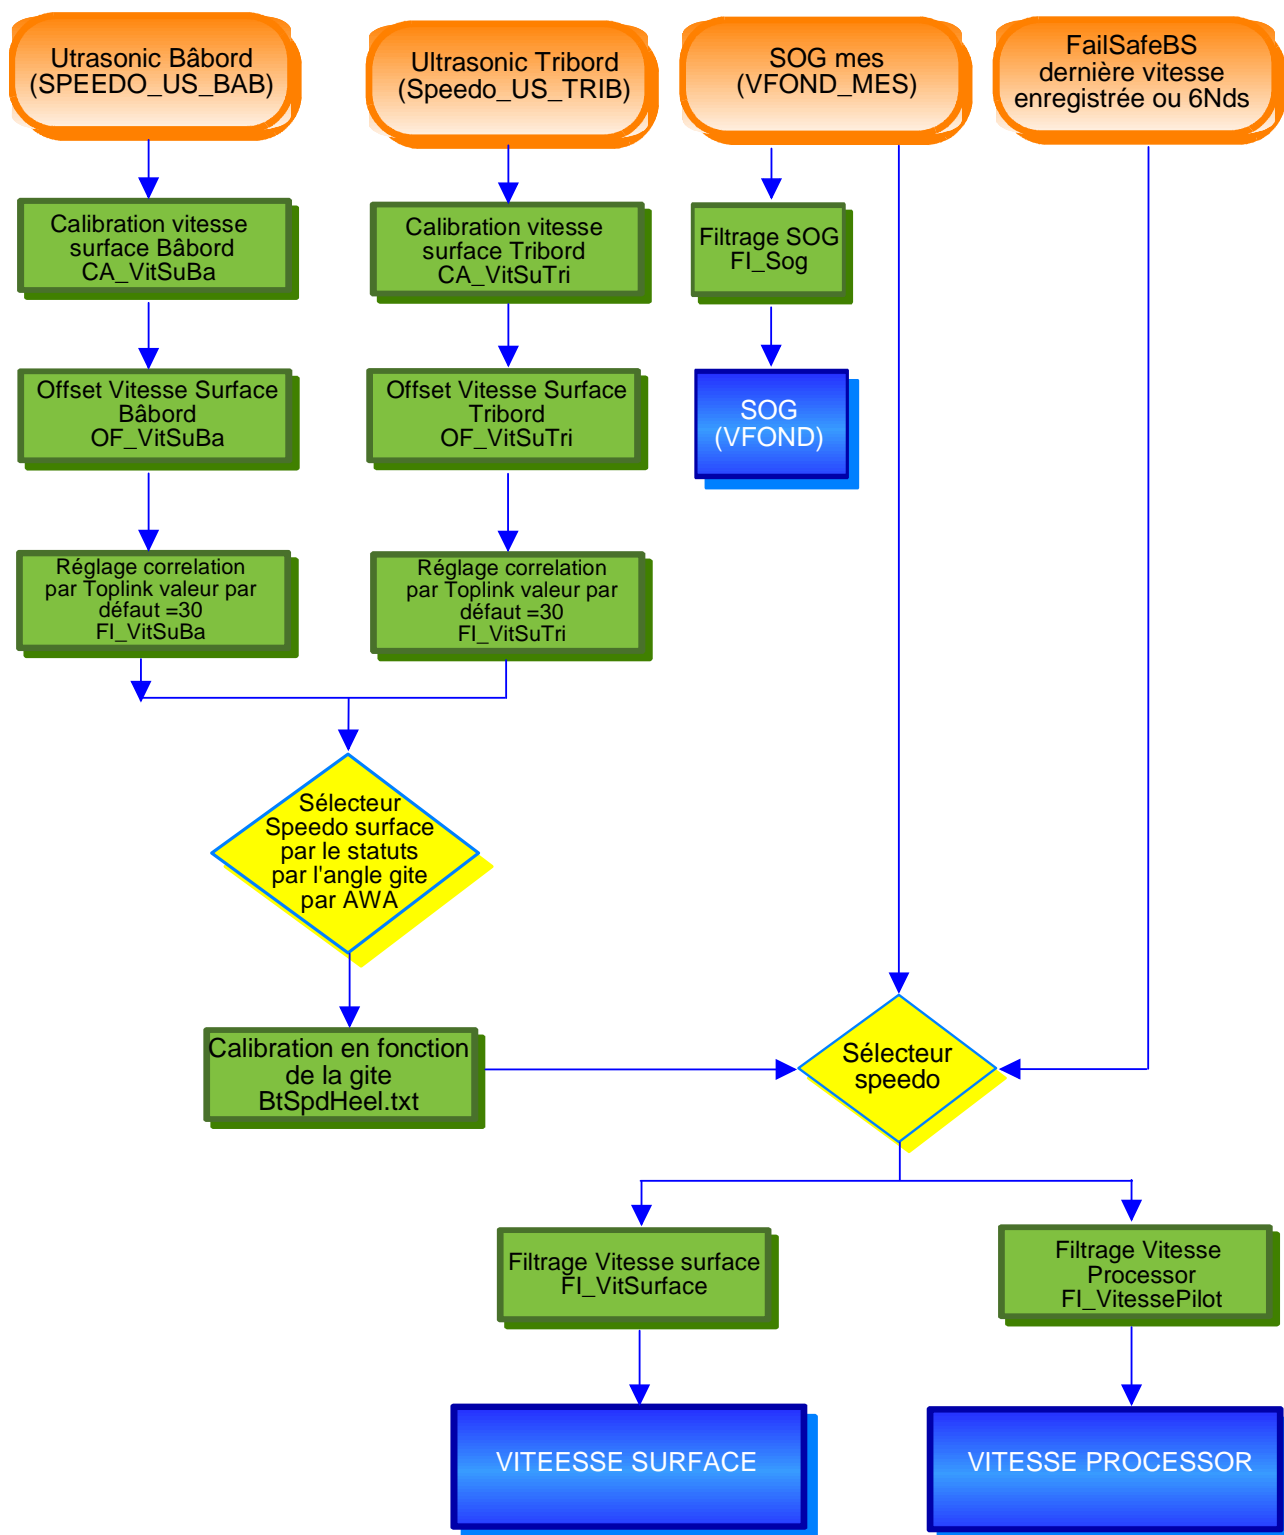 Utrasonic Bâbord
(SPEEDO_US_BAB)
Ultrasonic Tribord
(Speedo_US_TRIB)
SOG mes
(VFOND_MES)
FailSafeBS
dernière vitesse
enregistrée ou 6Nds
Calibration vitesse
surface Bâbord
CA_VitSuBa
Calibration vitesse
surface Tribord
CA_VitSuTri
Filtrage SOG
FI_Sog
Offset Vitesse Surface
Bâbord
OF_VitSuBa
Offset Vitesse Surface
Tribord
OF_VitSuTri
SOG
(VFOND)
Réglage correlation
par Toplink valeur par
défaut =30
FI_VitSuBa
Réglage correlation
par Toplink valeur par
défaut =30
FI_VitSuTri
Sélecteur
Speedo surface
par le statuts
par l'angle gite
par AWA
Calibration en fonction
de la gite
BtSpdHeel.txt
Sélecteur
speedo
Filtrage Vitesse surface
FI_VitSurface
Filtrage Vitesse
Processor
FI_VitessePilot
VITEESSE SURFACE
VITESSE PROCESSOR